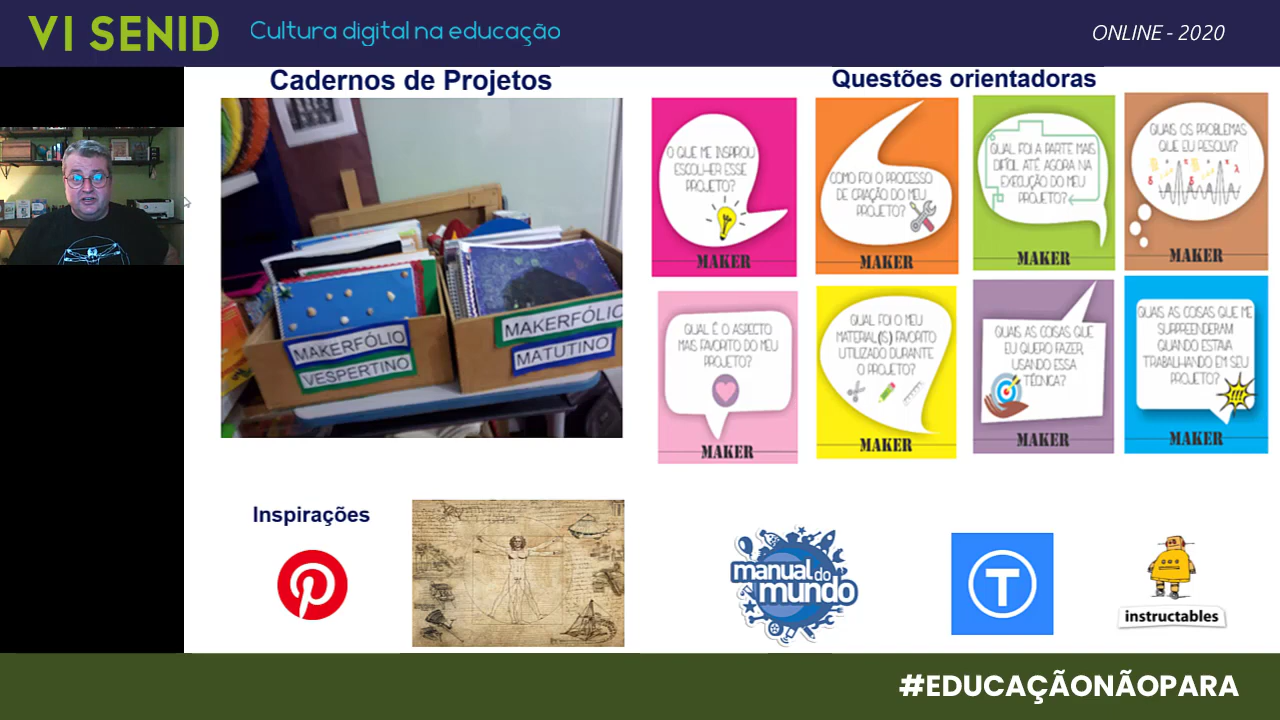 VI SENID
Cultura digital na educação
ONLINE - 2020
Cadernos de Projetos
Questões orientadoras
MAKERFÓLIO
VESPERTINO
MAKERFÓLIO
MATUTINO
O QUE ME INSPIROU
ESCOLHER ESSE
PROJETO?
MAKER
COMO FOI O PROCESSO
DE CRIAÇÃO DO MEU
PROJETO?
MAKER
QUAL FOI A PARTE MAIS
DIFÍCIL ATÉ AGORA NA
EXECUÇÃO DO MEU
PROJETO?
MAKER
QUAIS OS PROBLEMAS
QUE EU RESOLVI?
MAKER
QUAL É O ASPECTO
MAIS FAVORITO DO MEU
PROJETO?
MAKER
QUAL FOI O MEU
MATERIAL(S) FAVORITO
UTILIZADO DURANTE
O PROJETO?
MAKER
QUAIS AS COISAS QUE
EU QUERO FAZER,
USANDO ESSA
TÉCNICA?
MAKER
QUAIS AS COISAS QUE ME
SURPREENDERAM
QUANDO ESTAVA
TRABALHANDO EM SEU
PROJETO?
!!!
MAKER
Inspirações
manual do
mundo
T
instructables
#EDUCAÇÃONÃOPARA